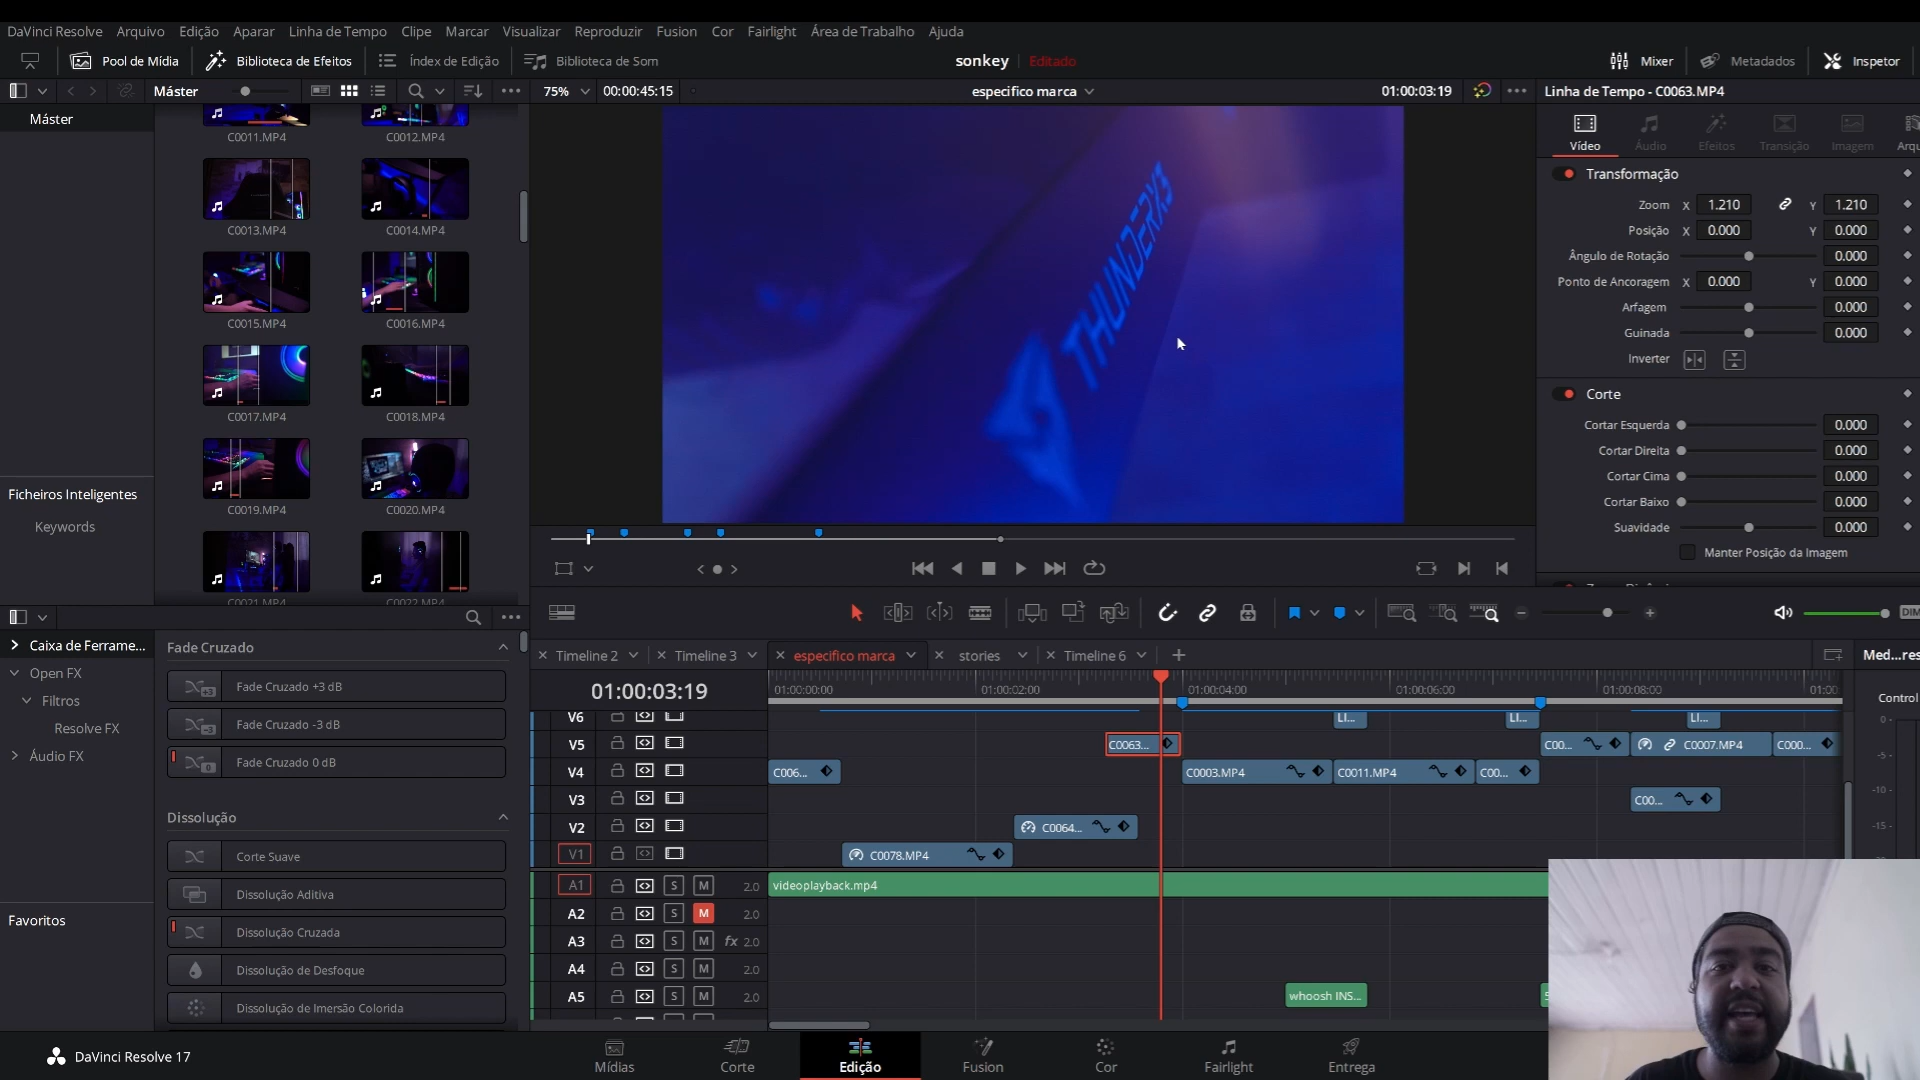 DaVinci Resolve Arquivo Edição Aparar Linha de Tempo Clipe Marcar Visualizar Reproduzir Fusion Cor Fairlight Área de Trabalho Ajuda
Pool de Mídia Biblioteca de Efeitos Índice de Edição Biblioteca de Som sonkey Editado Mixer Metadados Inspetor
Máster 75% 00:00:45:15 especifico marca 01:00:03:19 Linha de Tempo - C0063.MP4
Máster
C0011.MP4 C0012.MP4
C0013.MP4 C0014.MP4
C0015.MP4 C0016.MP4
C0017.MP4 C0018.MP4
C0019.MP4 C0020.MP4
C0021.MP4 C0022.MP4
Ficheiros Inteligentes
Keywords
THUNDERX3
Vídeo Áudio Efeitos Transição Imagem Arqu
Transformação
Zoom X 1.210 Y 1.210
Posição X 0.000 Y 0.000
Ângulo de Rotação 0.000
Ponto de Ancoragem X 0.000 Y 0.000
Arfagem 0.000
Guinada 0.000
Inverter
Corte
Cortar Esquerda 0.000
Cortar Direita 0.000
Cortar Cima 0.000
Cortar Baixo 0.000
Suavidade 0.000
Manter Posição da Imagem
DIM
Caixa de Ferrame...
Open FX
Filtros
Resolve FX
Áudio FX
Favoritos
Fade Cruzado
Fade Cruzado +3 dB
Fade Cruzado -3 dB
Fade Cruzado 0 dB
Dissolução
Corte Suave
Dissolução Aditiva
Dissolução Cruzada
Dissolução de Desfoque
Dissolução de Imersão Colorida
Timeline 2 Timeline 3 especifico marca stories Timeline 6 Med...res
01:00:03:19 01:00:00:00 01:00:02:00 01:00:04:00 01:00:06:00 01:00:08:00 01:00
Control
0
-5
-10
-15
V6 LI... LI... LI...
V5 C0063... C00... C0007.MP4 C000...
V4 C006... C0003.MP4 C0011.MP4 C00...
V3 C00...
V2 C0064...
V1 C0078.MP4
A1 S M 2.0 videoplayback.mp4
A2 S M 2.0
A3 S M fx 2.0
A4 S M 2.0
A5 S M 2.0 whoosh INS...
DaVinci Resolve 17 Mídias Corte Edição Fusion Cor Fairlight Entrega